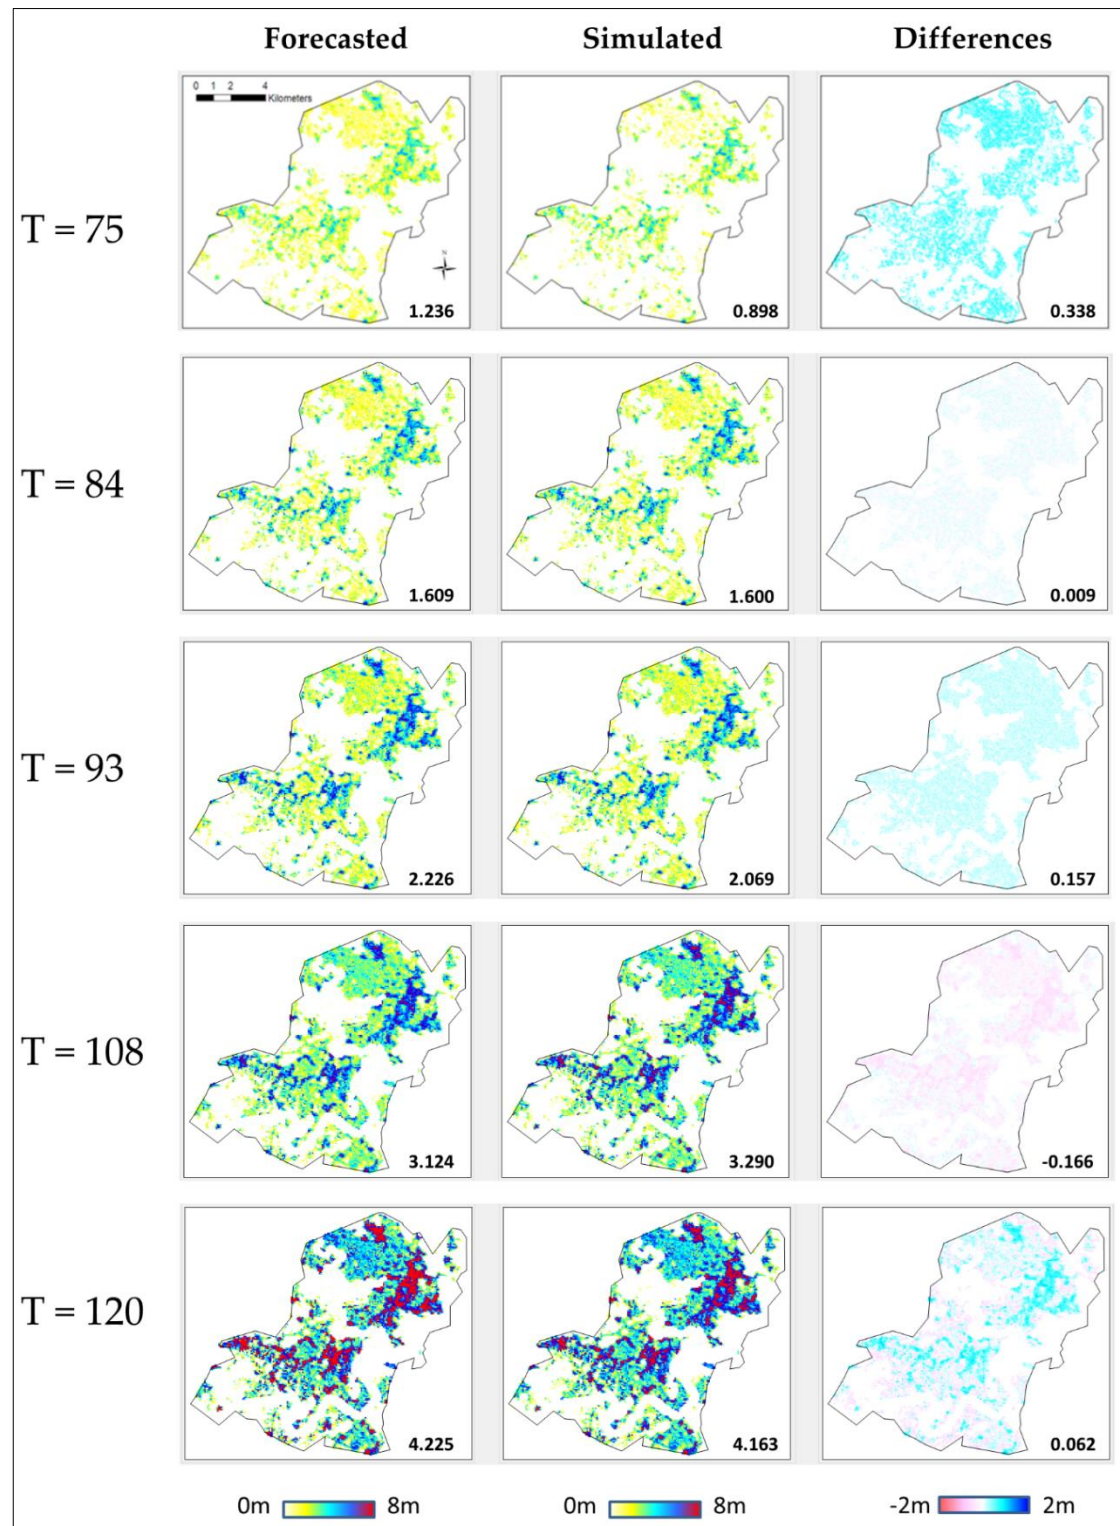 Forecasted Simulated Differences
0 1 2 4
Kilometers
T = 75
N
1.236 0.898 0.338
T = 84
1.609 1.600 0.009
T = 93
2.226 2.069 0.157
T = 108
3.124 3.290 -0.166
T = 120
4.225 4.163 0.062
0m 8m 0m 8m -2m 2m